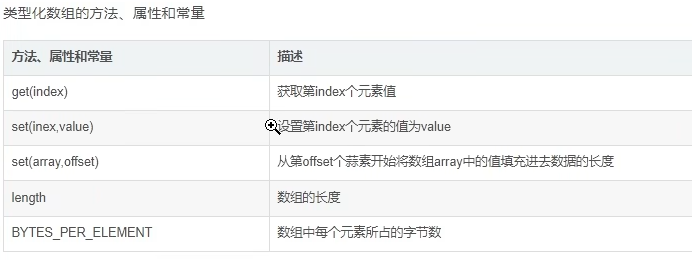 类型化数组的方法、属性和常量
方法、属性和常量 描述
get(index) 获取第index个元素值
set(inex,value) 设置第index个元素的值为value
set(array,offset) 从第offset个蒜素开始将数组array中的值填充进去数据的长度
length 数组的长度
BYTES_PER_ELEMENT 数组中每个元素所占的字节数